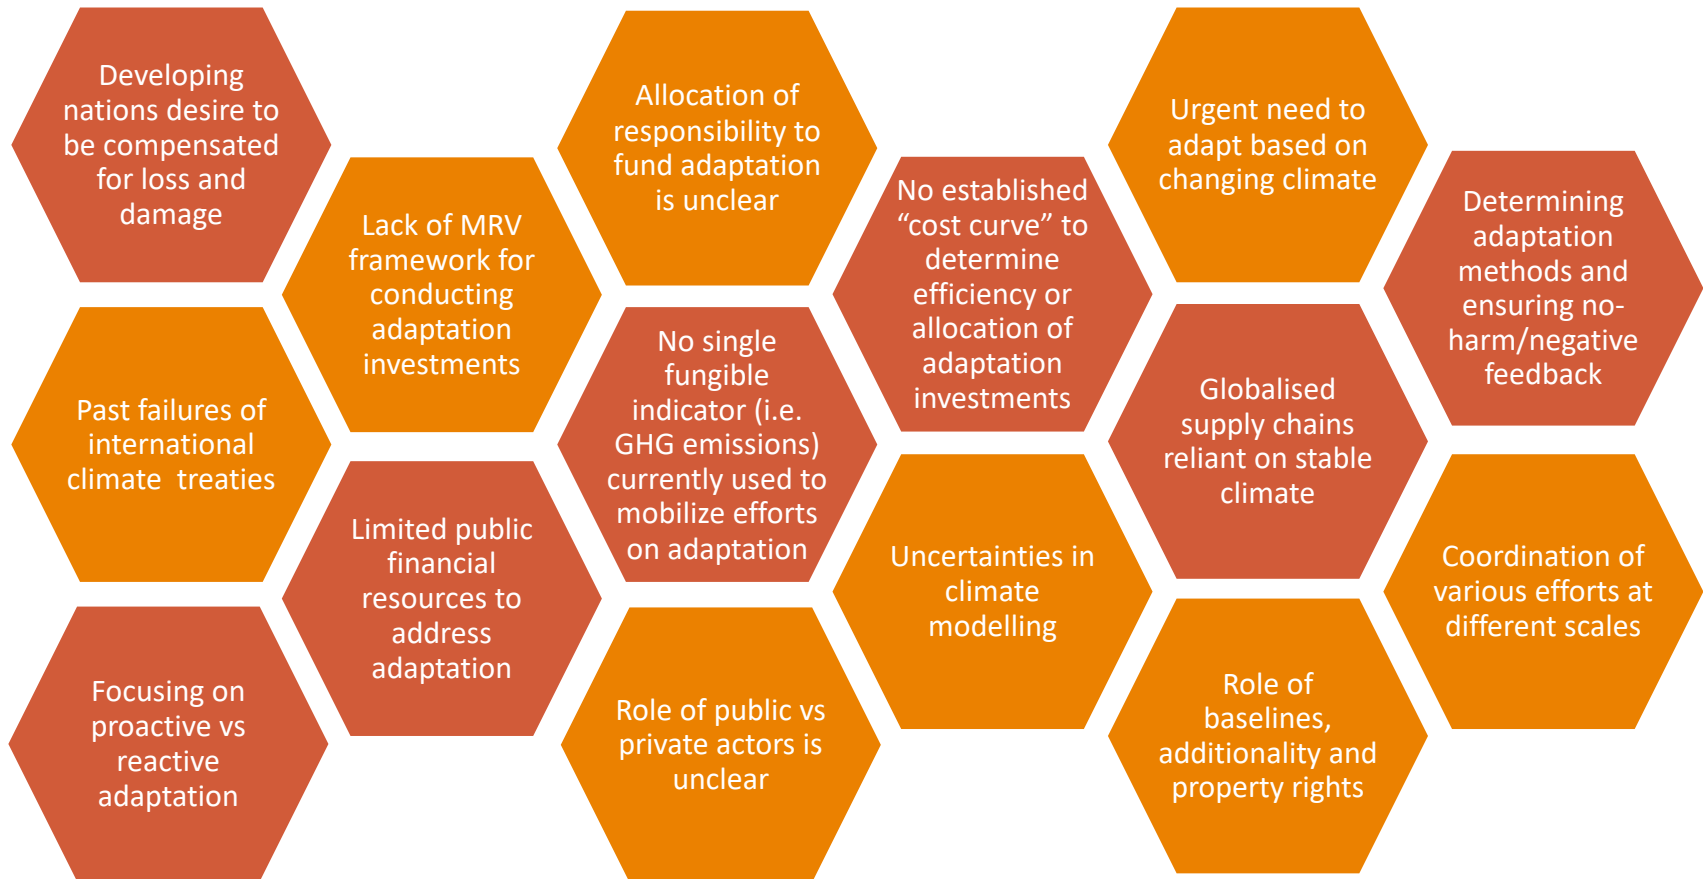 Developing
nations desire to
be compensated
for loss and
damage
Past failures of
international
climate  treaties
Focusing on
proactive vs
reactive
adaptation
Lack of MRV
framework for
conducting
adaptation
investments
Limited public
financial
resources to
address
adaptation
Allocation of
responsibility to
fund adaptation
is unclear
No single
fungible
indicator (i.e.
GHG emissions)
currently used to
mobilize efforts
on adaptation
Role of public vs
private actors is
unclear
No established
“cost curve” to
determine
efficiency or
allocation of
adaptation
investments
Uncertainties in
climate
modelling
Urgent need to
adapt based on
changing climate
Globalised
supply chains
reliant on stable
climate
Role of
baselines,
additionality and
property rights
Determining
adaptation
methods and
ensuring no-
harm/negative
feedback
Coordination of
various efforts at
different scales